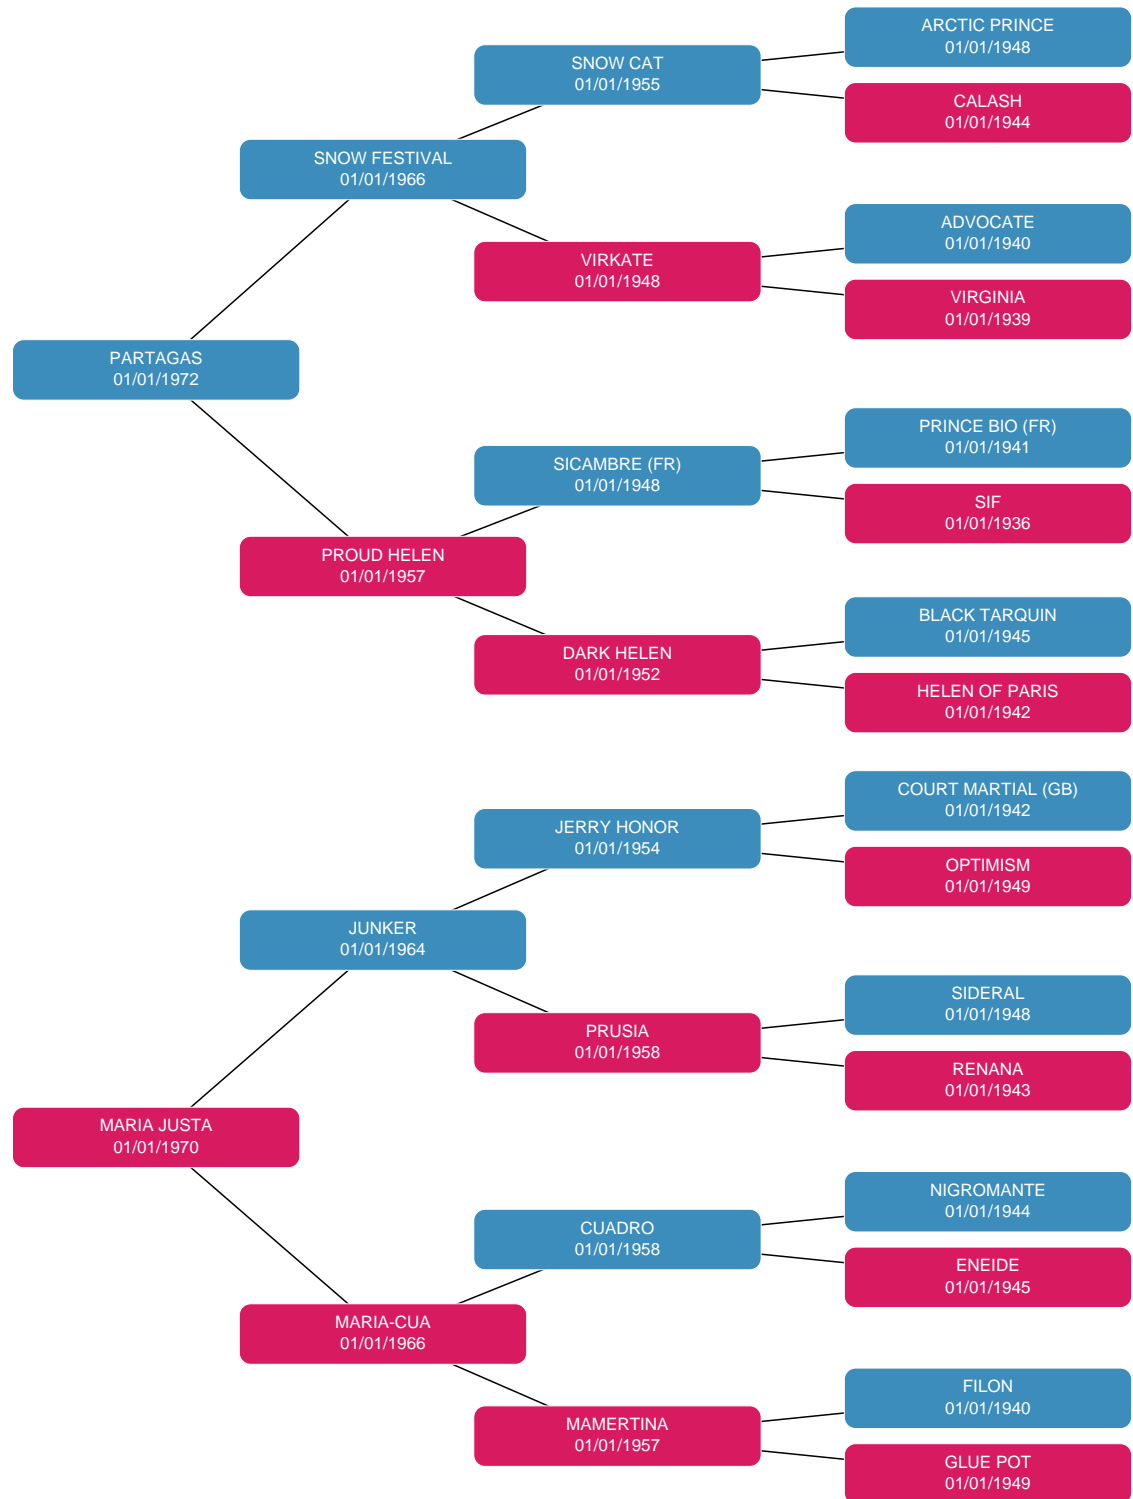 ARCTIC PRINCE
01/01/1948
SNOW CAT
01/01/1955
CALASH
01/01/1944
SNOW FESTIVAL
01/01/1966
ADVOCATE
01/01/1940
VIRKATE
01/01/1948
VIRGINIA
01/01/1939
PARTAGAS
01/01/1972
PRINCE BIO (FR)
01/01/1941
SICAMBRE (FR)
01/01/1948
SIF
01/01/1936
PROUD HELEN
01/01/1957
BLACK TARQUIN
01/01/1945
DARK HELEN
01/01/1952
HELEN OF PARIS
01/01/1942
COURT MARTIAL (GB)
01/01/1942
JERRY HONOR
01/01/1954
OPTIMISM
01/01/1949
JUNKER
01/01/1964
SIDERAL
01/01/1948
PRUSIA
01/01/1958
RENANA
01/01/1943
MARIA JUSTA
01/01/1970
NIGROMANTE
01/01/1944
CUADRO
01/01/1958
ENEIDE
01/01/1945
MARIA-CUA
01/01/1966
FILON
01/01/1940
MAMERTINA
01/01/1957
GLUE POT
01/01/1949